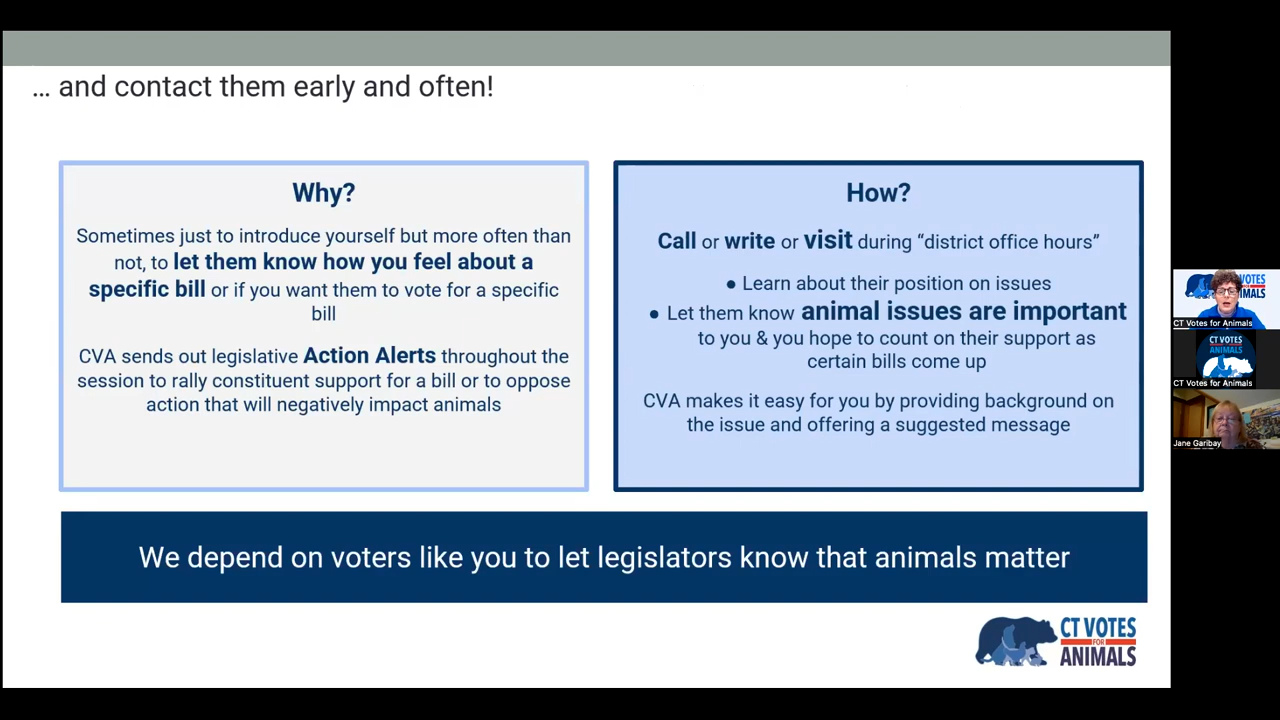 … and contact them early and often!
Why?
Sometimes just to introduce yourself but more often than
not, to let them know how you feel about a
specific bill or if you want them to vote for a specific
bill
CVA sends out legislative Action Alerts throughout the
session to rally constituent support for a bill or to oppose
action that will negatively impact animals
How?
Call or write or visit during “district office hours”
● Learn about their position on issues
● Let them know animal issues are important
to you & you hope to count on their support as
certain bills come up
CVA makes it easy for you by providing background on
the issue and offering a suggested message
We depend on voters like you to let legislators know that animals matter
CT VOTES
FOR
ANIMALS
CT Votes for Animals
CT VOTES
ANIMALS
CT Votes for Animals
Jane Garibay